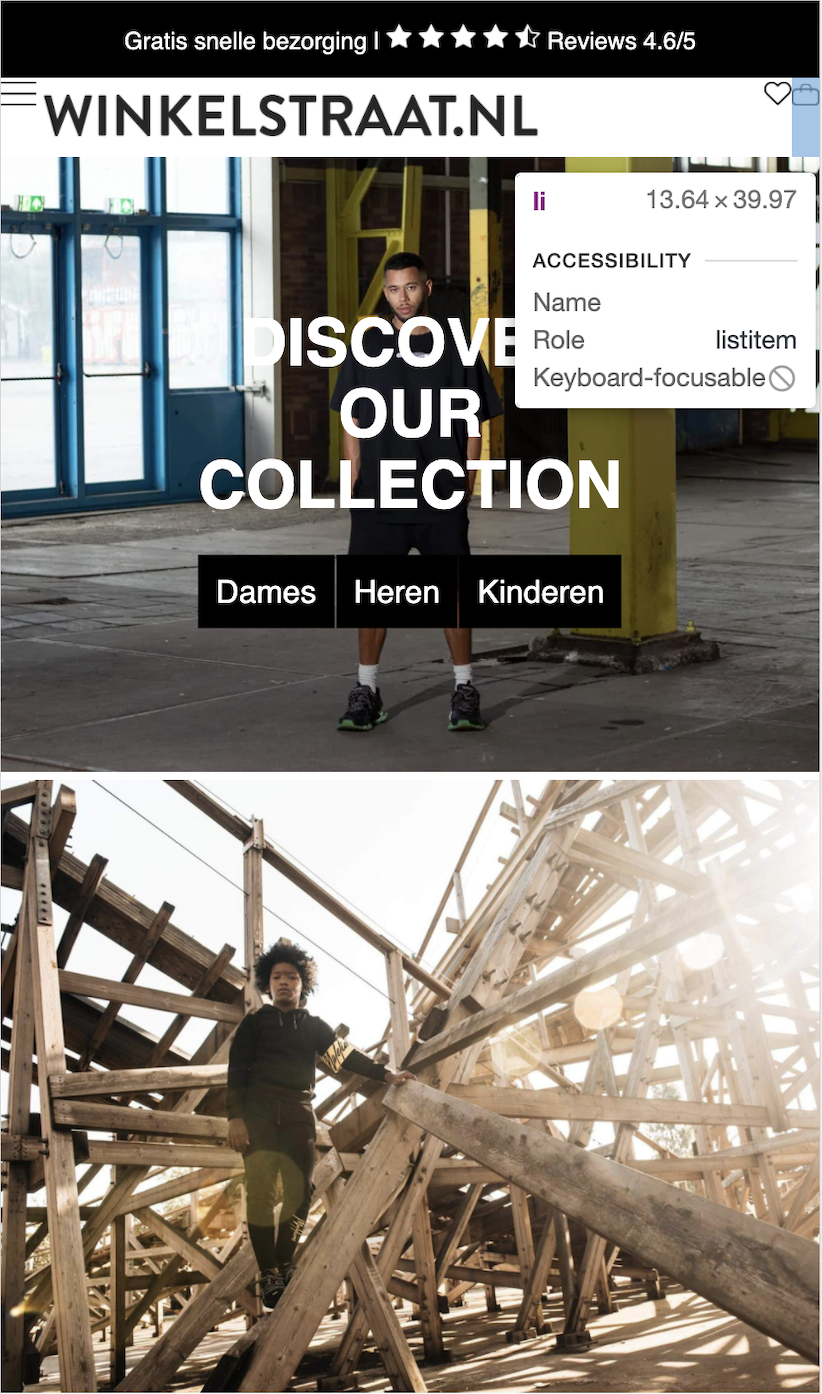 Gratis snelle bezorging | ★★★★⯪ Reviews 4.6/5
WINKELSTRAAT.NL
li 13.64 × 39.97
ACCESSIBILITY
Name
Role listitem
Keyboard-focusable
DISCOVE
OUR
COLLECTION
Dames Heren Kinderen